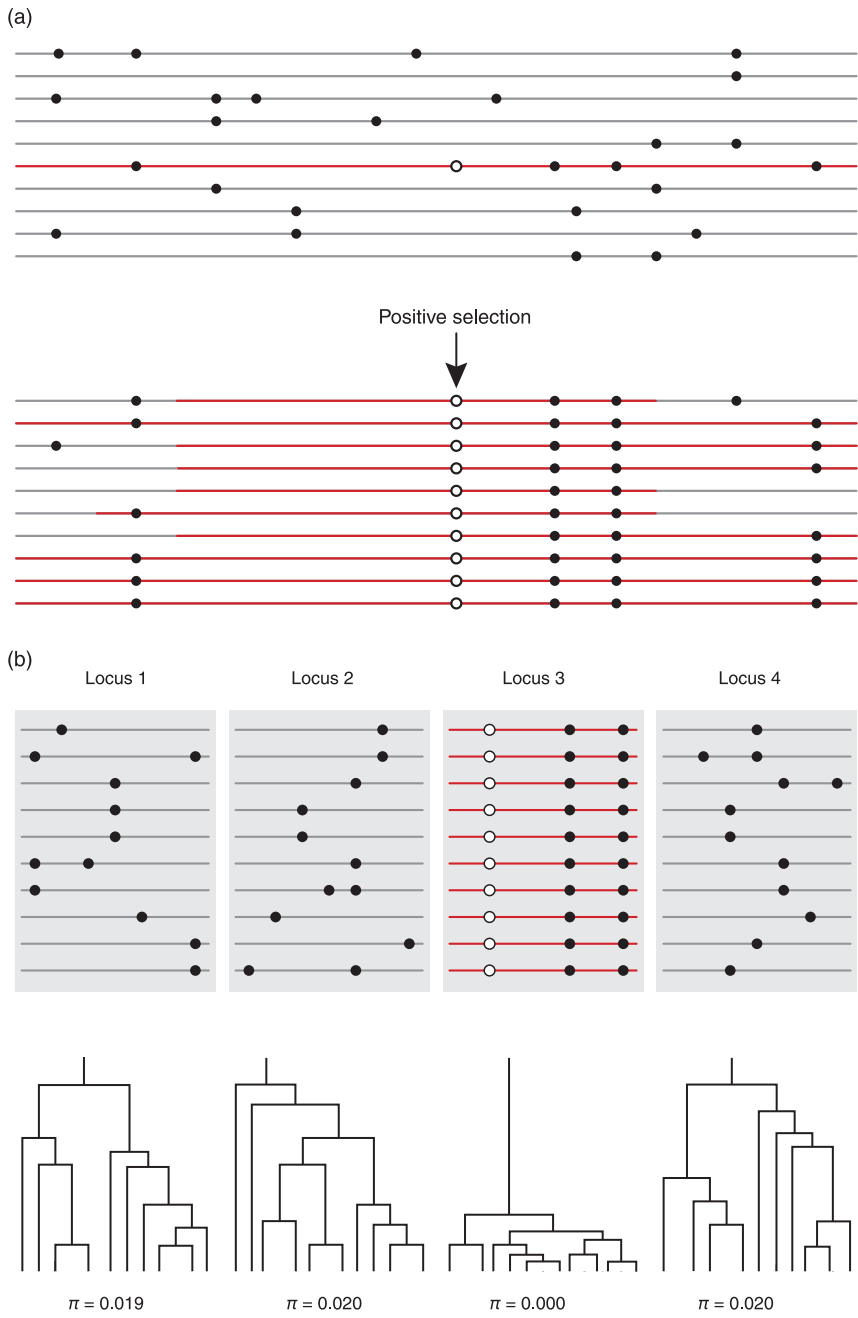 (a)
Positive selection
(b)
Locus 1 Locus 2 Locus 3 Locus 4
π = 0.019 π = 0.020 π = 0.000 π = 0.020